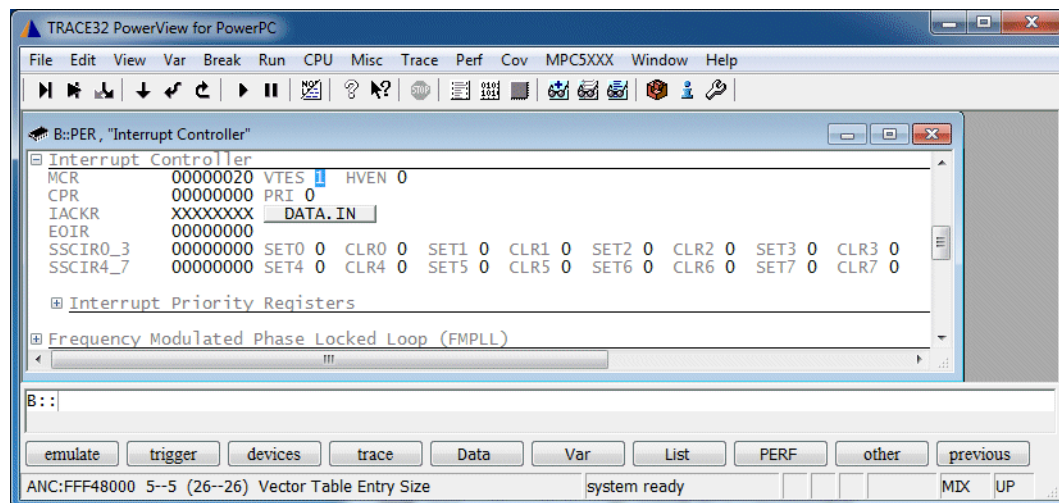 TRACE32 PowerView for PowerPC
File Edit View Var Break Run CPU Misc Trace Perf Cov MPC5XXX Window Help
B::PER , "Interrupt Controller"
Interrupt Controller
MCR 00000020 VTES 1 HVEN 0
CPR 00000000 PRI 0
IACKR XXXXXXXX DATA.IN
EOIR 00000000
SSCIR0_3 00000000 SET0 0 CLR0 0 SET1 0 CLR1 0 SET2 0 CLR2 0 SET3 0 CLR3 0
SSCIR4_7 00000000 SET4 0 CLR4 0 SET5 0 CLR5 0 SET6 0 CLR6 0 SET7 0 CLR7 0
Interrupt Priority Registers
Frequency Modulated Phase Locked Loop (FMPLL)
B::
emulate trigger devices trace Data Var List PERF other previous
ANC:FFF48000 5--5 (26--26) Vector Table Entry Size system ready MIX UP